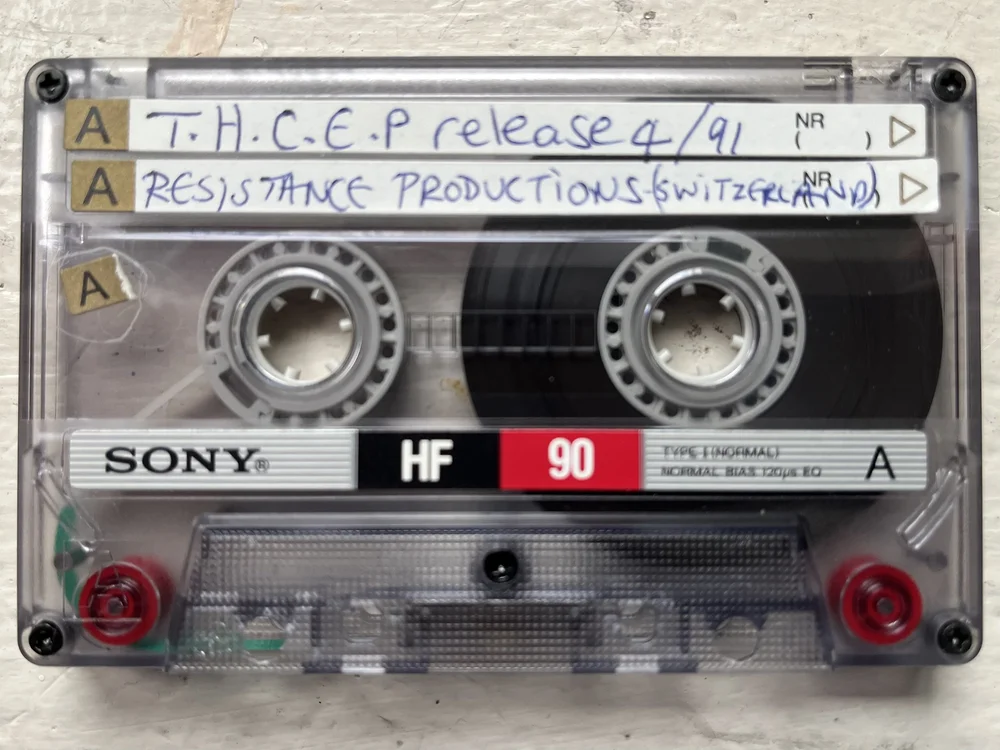 A T.H.C.E.P release 4/91 NR ( ) ▷
A RESISTANCE PRODUCTIONS (SWITZERLAND) NR ▷
A
SONY® HF 90 TYPE I (NORMAL) NORMAL BIAS 120µs EQ A